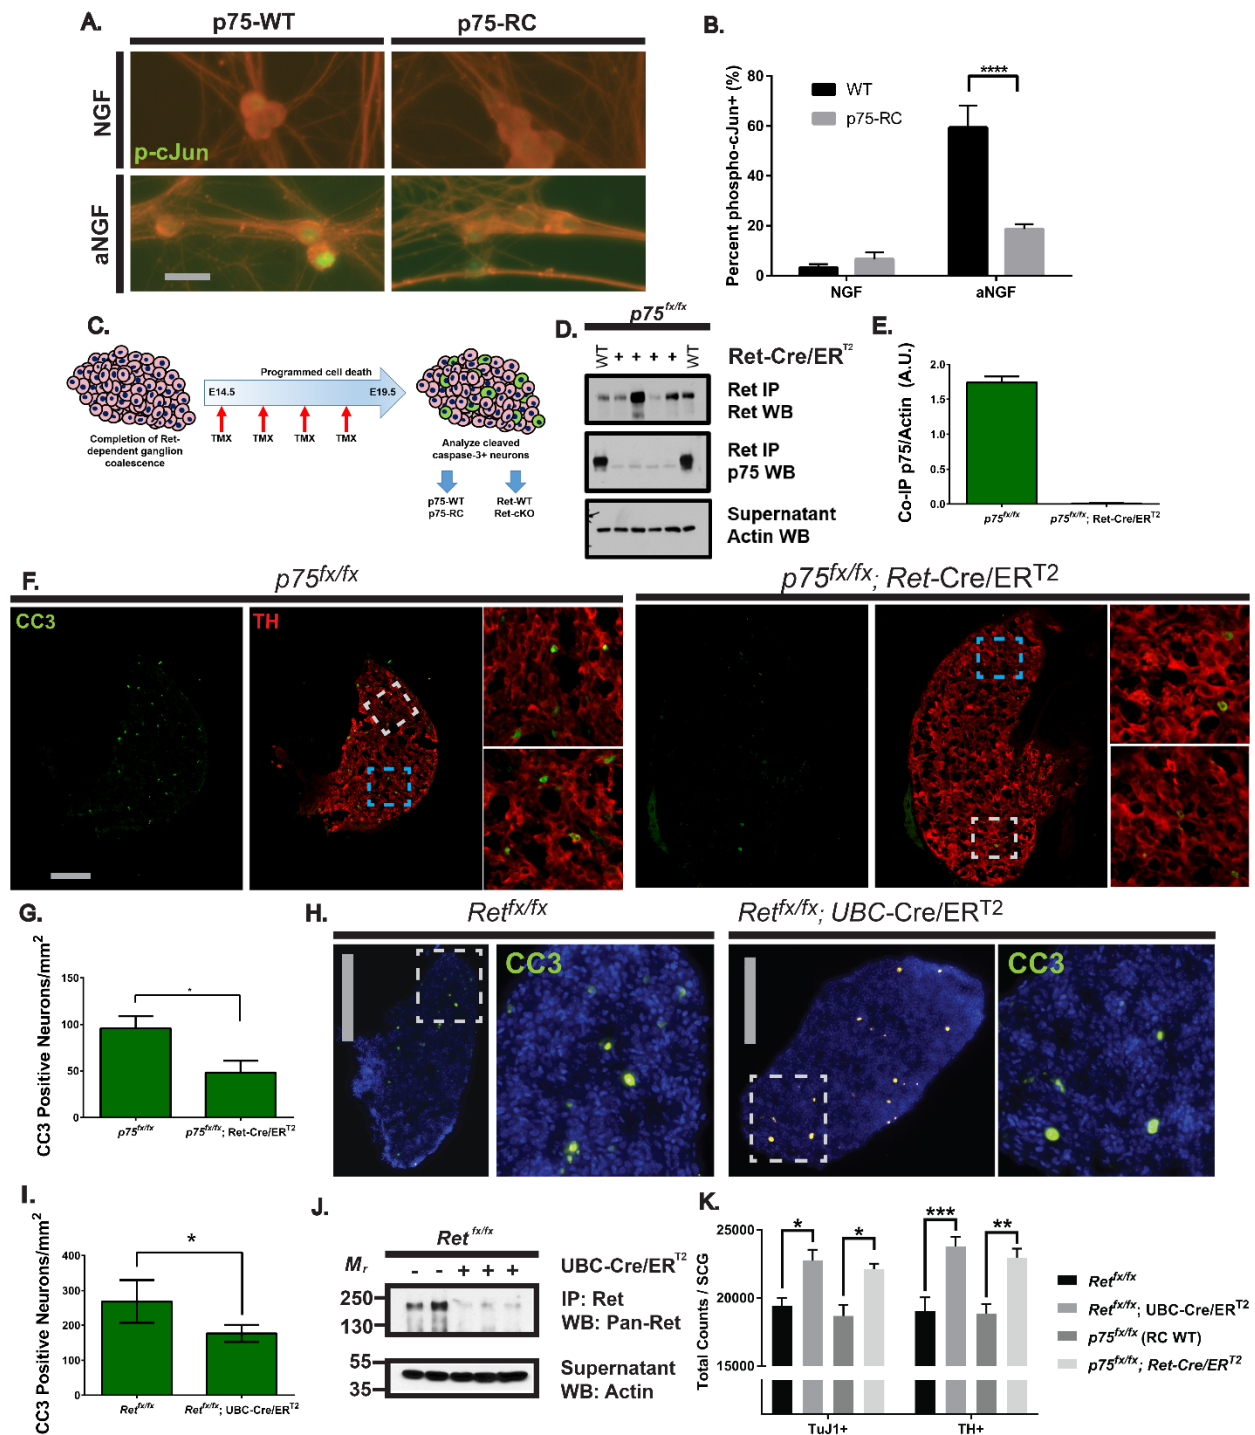 A.
p75-WT
p75-RC
NGF
p-cJun
aNGF
B.
Percent phospho-cJun+ (%)
80
60
40
20
0
WT
p75-RC
****
NGF
aNGF
C.
Programmed cell death
E14.5
E19.5
TMX
TMX
TMX
TMX
Completion of Ret-
dependent ganglion
coalescence
Analyze cleaved
caspase-3+ neurons
p75-WT
p75-RC
Ret-WT
Ret-cKO
D.
p75fx/fx
WT + + + + WT
Ret-Cre/ERT2
Ret IP
Ret WB
Ret IP
p75 WB
Supernatant
Actin WB
E.
Co-IP p75/Actin (A.U.)
2.0
1.5
1.0
0.5
0.0
p75fx/fx
p75fx/fx; Ret-Cre/ERT2
F.
p75fx/fx
p75fx/fx; Ret-Cre/ERT2
CC3
TH
G.
CC3 Positive Neurons/mm2
150
100
50
0
*
p75fx/fx
p75fx/fx; Ret-Cre/ERT2
H.
Retfx/fx
Retfx/fx; UBC-Cre/ERT2
CC3
CC3
I.
CC3 Positive Neurons/mm2
400
300
200
100
0
*
Retfx/fx
Retfx/fx; UBC-Cre/ERT2
J.
Ret fx/fx
Mr
- - + + +
UBC-Cre/ERT2
250
130
IP: Ret
WB: Pan-Ret
55
35
Supernatant
WB: Actin
K.
Total Counts / SCG
25000
20000
15000
* * *** **
TuJ1+
TH+
Retfx/fx
Retfx/fx; UBC-Cre/ERT2
p75fx/fx (RC WT)
p75fx/fx; Ret-Cre/ERT2